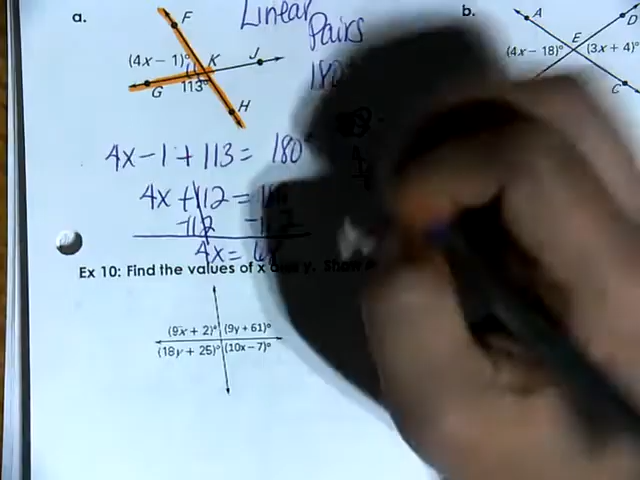 a.
F
Linear
Pairs
b.
A
D
(4x − 1)°
K
J
E
(4x − 18)°
(3x + 4)°
G
113°
H
C
4x − 1 + 113 = 180°
4x + 112 =
-112
4x =
Ex 10: Find the values of x
(9x + 2)° (9y + 61)°
(18y + 25)° (10x − 7)°